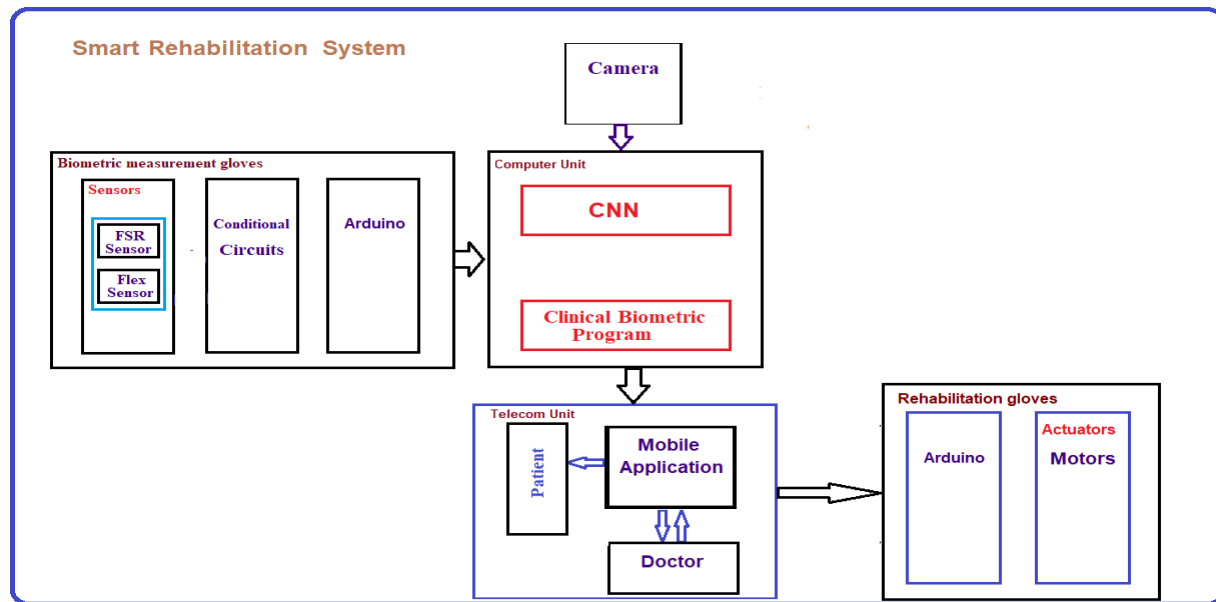 Smart Rehabilitation System
Camera
Biometric measurement gloves
Sensors
FSR
Sensor
Flex
Sensor
Conditional
Circuits
Arduino
Computer Unit
CNN
Clinical Biometric
Program
Telecom Unit
Patient
Mobile
Application
Doctor
Rehabilitation gloves
Arduino
Actuators
Motors